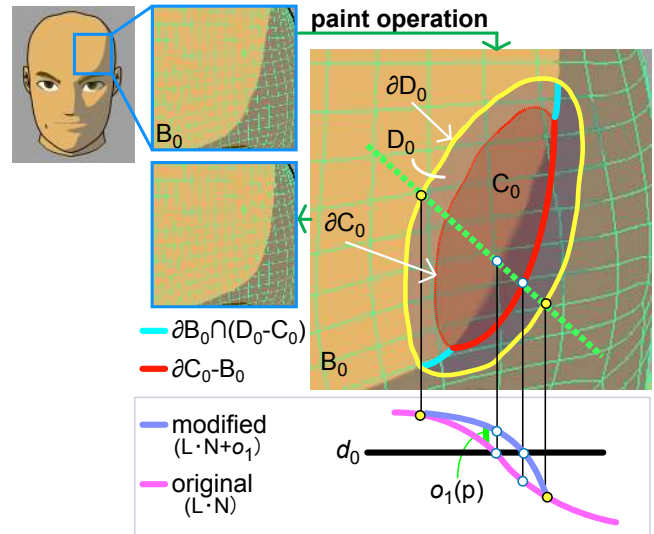 paint operation
B₀
∂D₀
D₀
C₀
∂C₀
B₀
∂B₀∩(D₀-C₀)
∂C₀-B₀
modified
(L·N+o₁)
original
(L·N)
d₀
o₁(p)